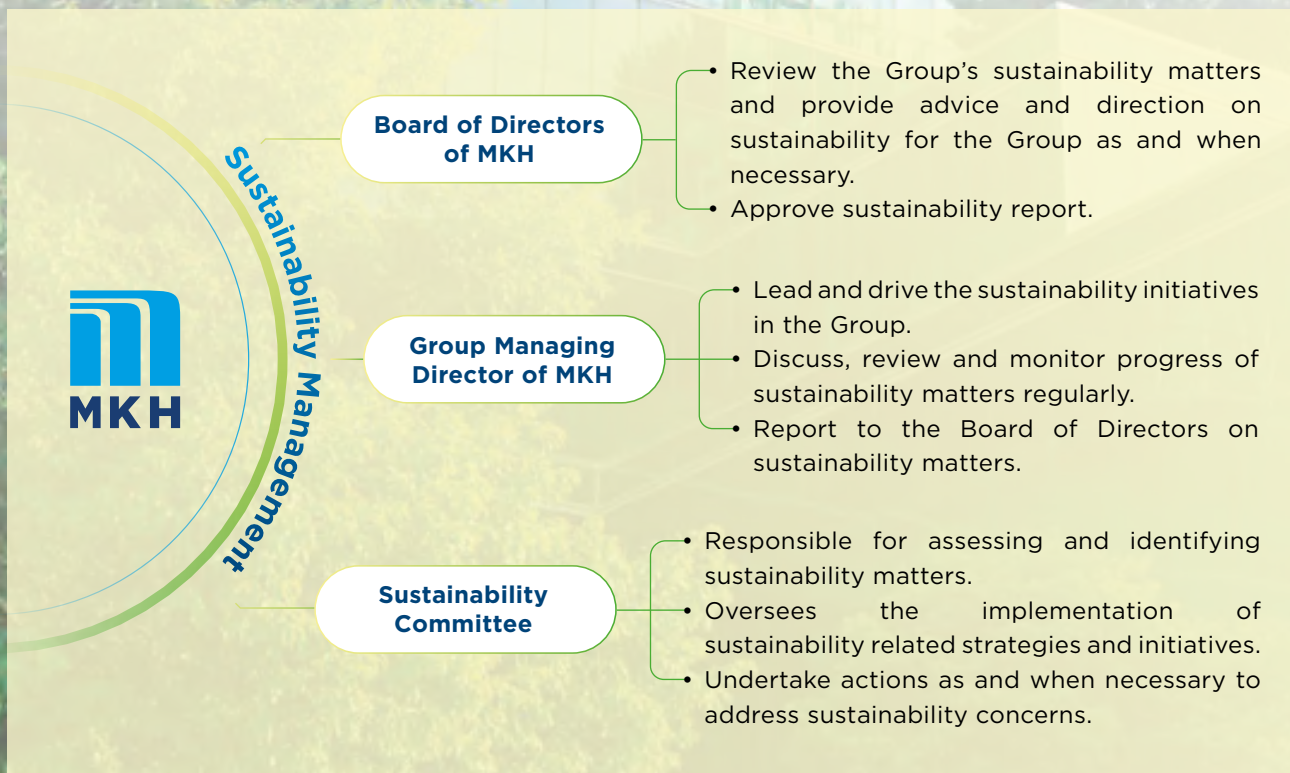 MKH
Sustainability Management
Board of Directors
of MKH
• Review the Group's sustainability matters
and provide advice and direction on
sustainability for the Group as and when
necessary.
• Approve sustainability report.
Group Managing
Director of MKH
• Lead and drive the sustainability initiatives
in the Group.
• Discuss, review and monitor progress of
sustainability matters regularly.
• Report to the Board of Directors on
sustainability matters.
Sustainability
Committee
• Responsible for assessing and identifying
sustainability matters.
• Oversees the implementation of
sustainability related strategies and initiatives.
• Undertake actions as and when necessary to
address sustainability concerns.